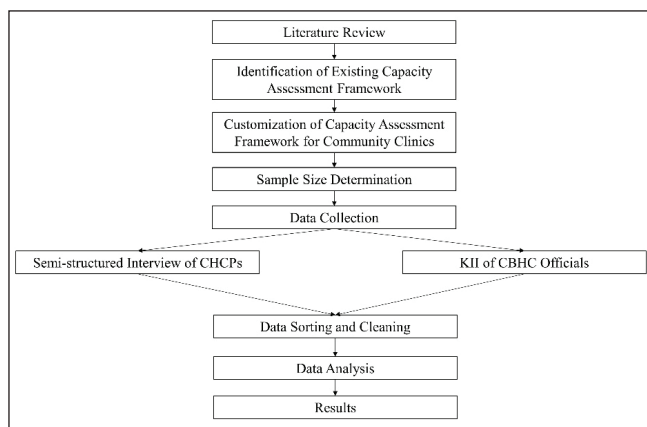 Literature Review
Identification of Existing Capacity
Assessment Framework
Customization of Capacity Assessment
Framework for Community Clinics
Sample Size Determination
Data Collection
Semi-structured Interview of CHCPs
KII of CBHC Officials
Data Sorting and Cleaning
Data Analysis
Results